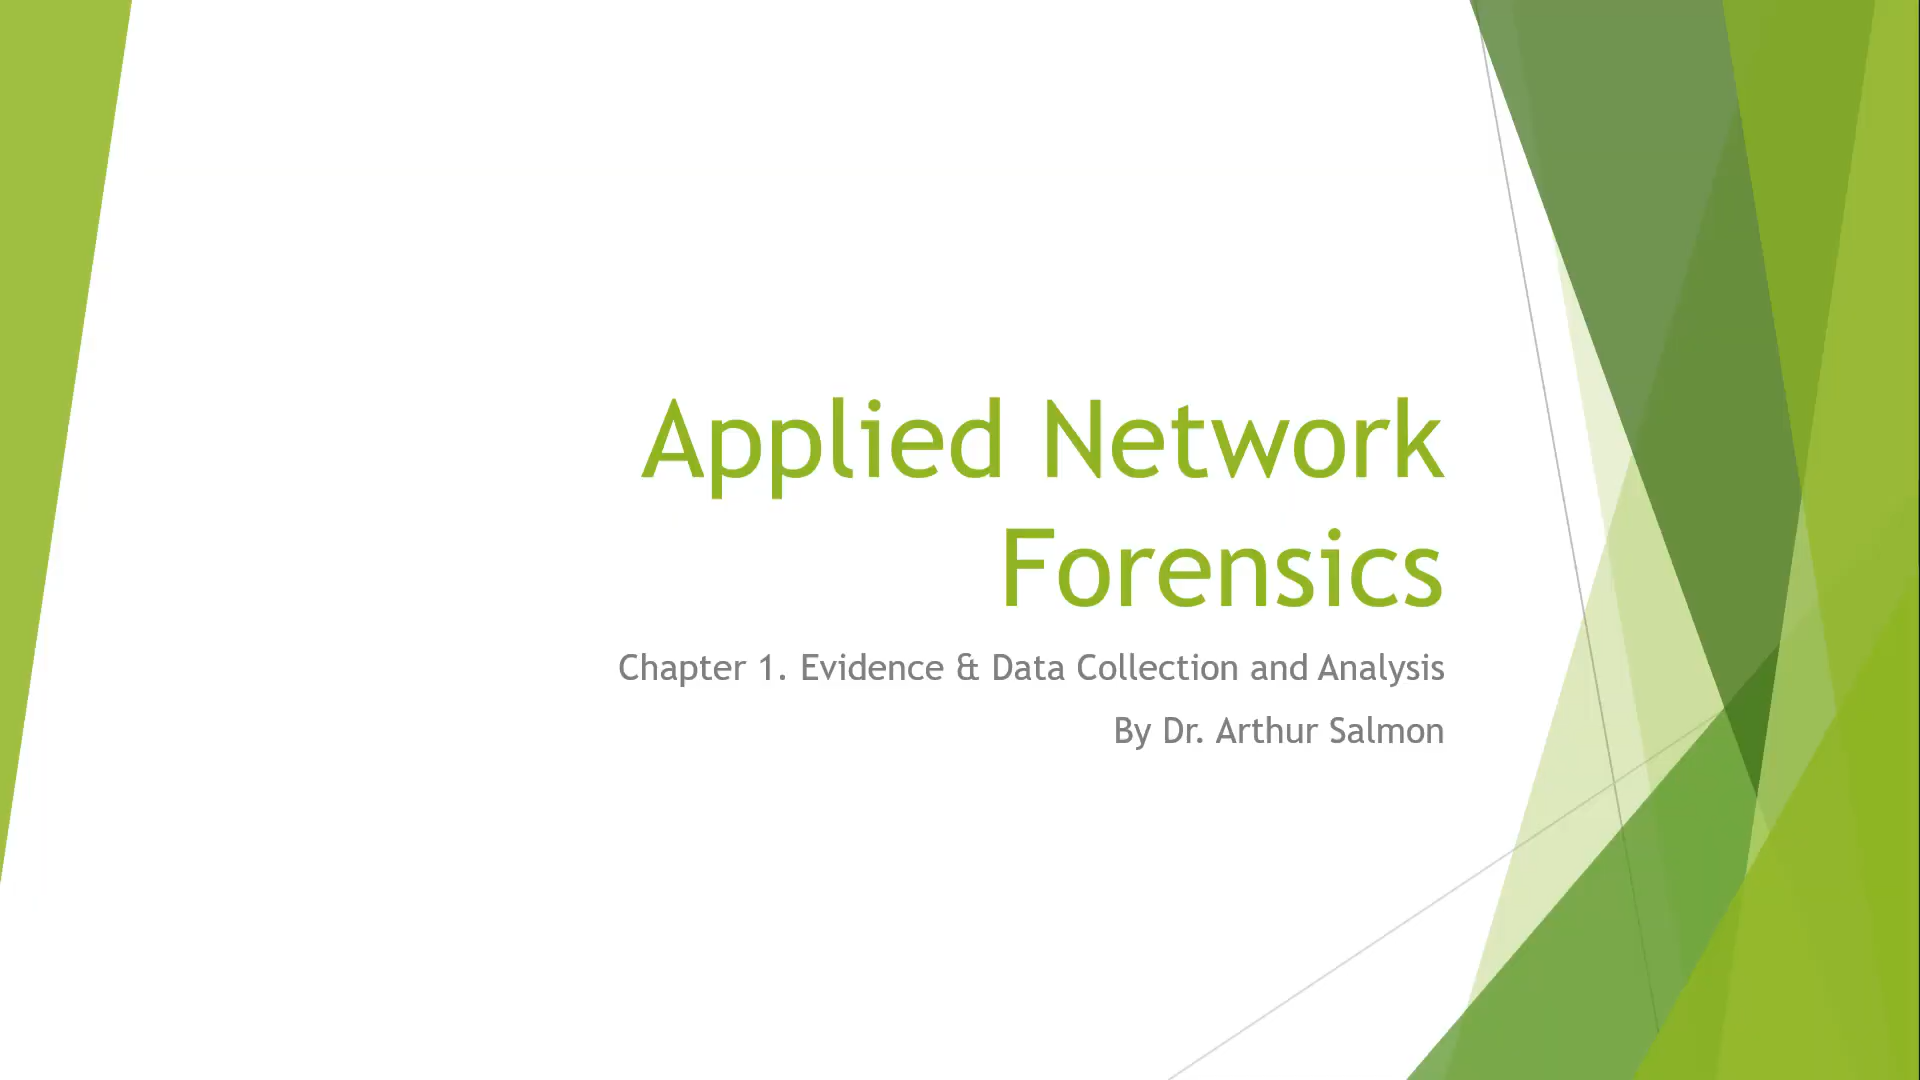 Applied Network
Forensics
Chapter 1. Evidence & Data Collection and Analysis
By Dr. Arthur Salmon